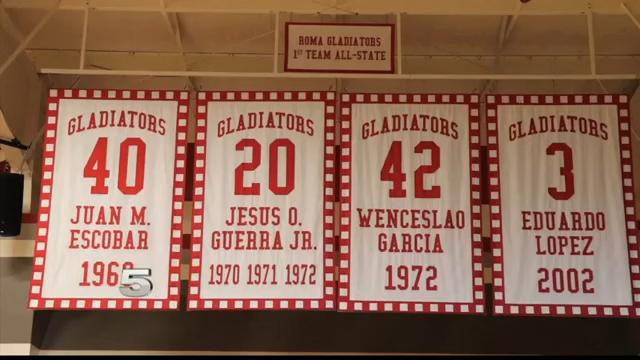 ROMA GLADIATORS
1ST TEAM ALL-STATE
GLADIATORS
40
JUAN M.
ESCOBAR
GLADIATORS
20
JESUS O.
GUERRA JR.
1970 1971 1972
GLADIATORS
42
WENCESLAO
GARCIA
1972
GLADIATORS
3
EDUARDO
LOPEZ
2002
5